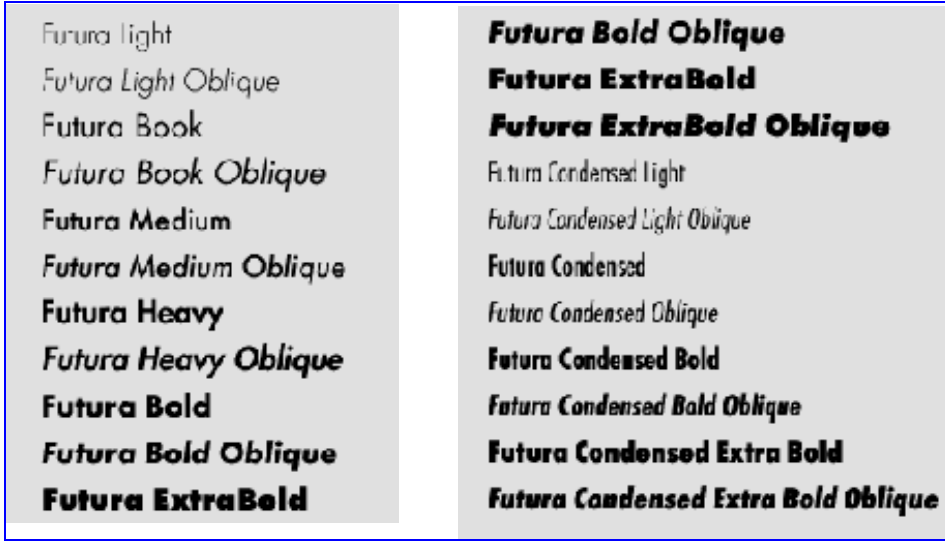 Futura Light
Futura Light Oblique
Futura Book
Futura Book Oblique
Futura Medium
Futura Medium Oblique
Futura Heavy
Futura Heavy Oblique
Futura Bold
Futura Bold Oblique
Futura ExtraBold
Futura Bold Oblique
Futura ExtraBold
Futura ExtraBold Oblique
Futura Condensed Light
Futura Condensed Light Oblique
Futura Condensed
Futura Condensed Oblique
Futura Condensed Bold
Futura Condensed Bold Oblique
Futura Condensed Extra Bold
Futura Condensed Extra Bold Oblique